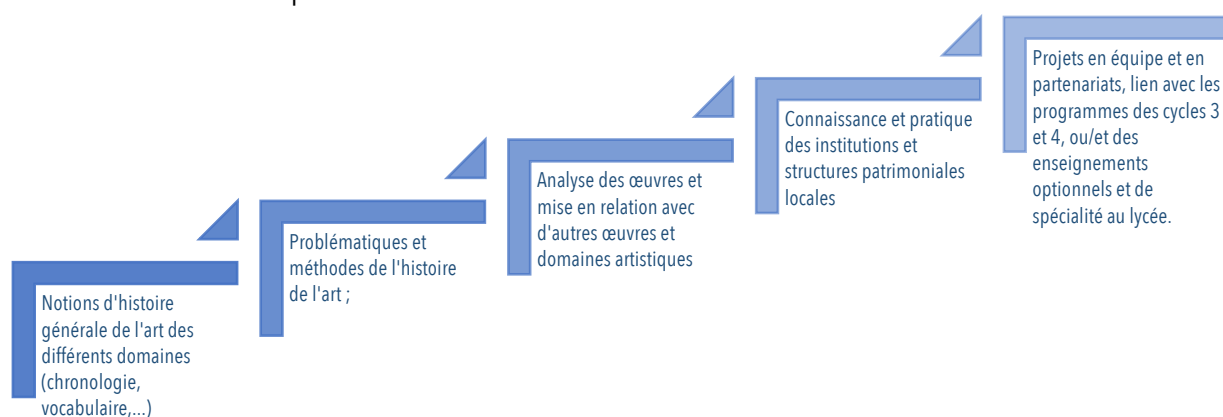 Notions d'histoire
générale de l'art des
différents domaines
(chronologie,
vocabulaire,...)
Problématiques et
méthodes de l'histoire
de l'art ;
Analyse des œuvres et
mise en relation avec
d'autres œuvres et
domaines artistiques
Connaissance et pratique
des institutions et
structures patrimoniales
locales
Projets en équipe et en
partenariats, lien avec les
programmes des cycles 3
et 4, ou/et des
enseignements
optionnels et de
spécialité au lycée.